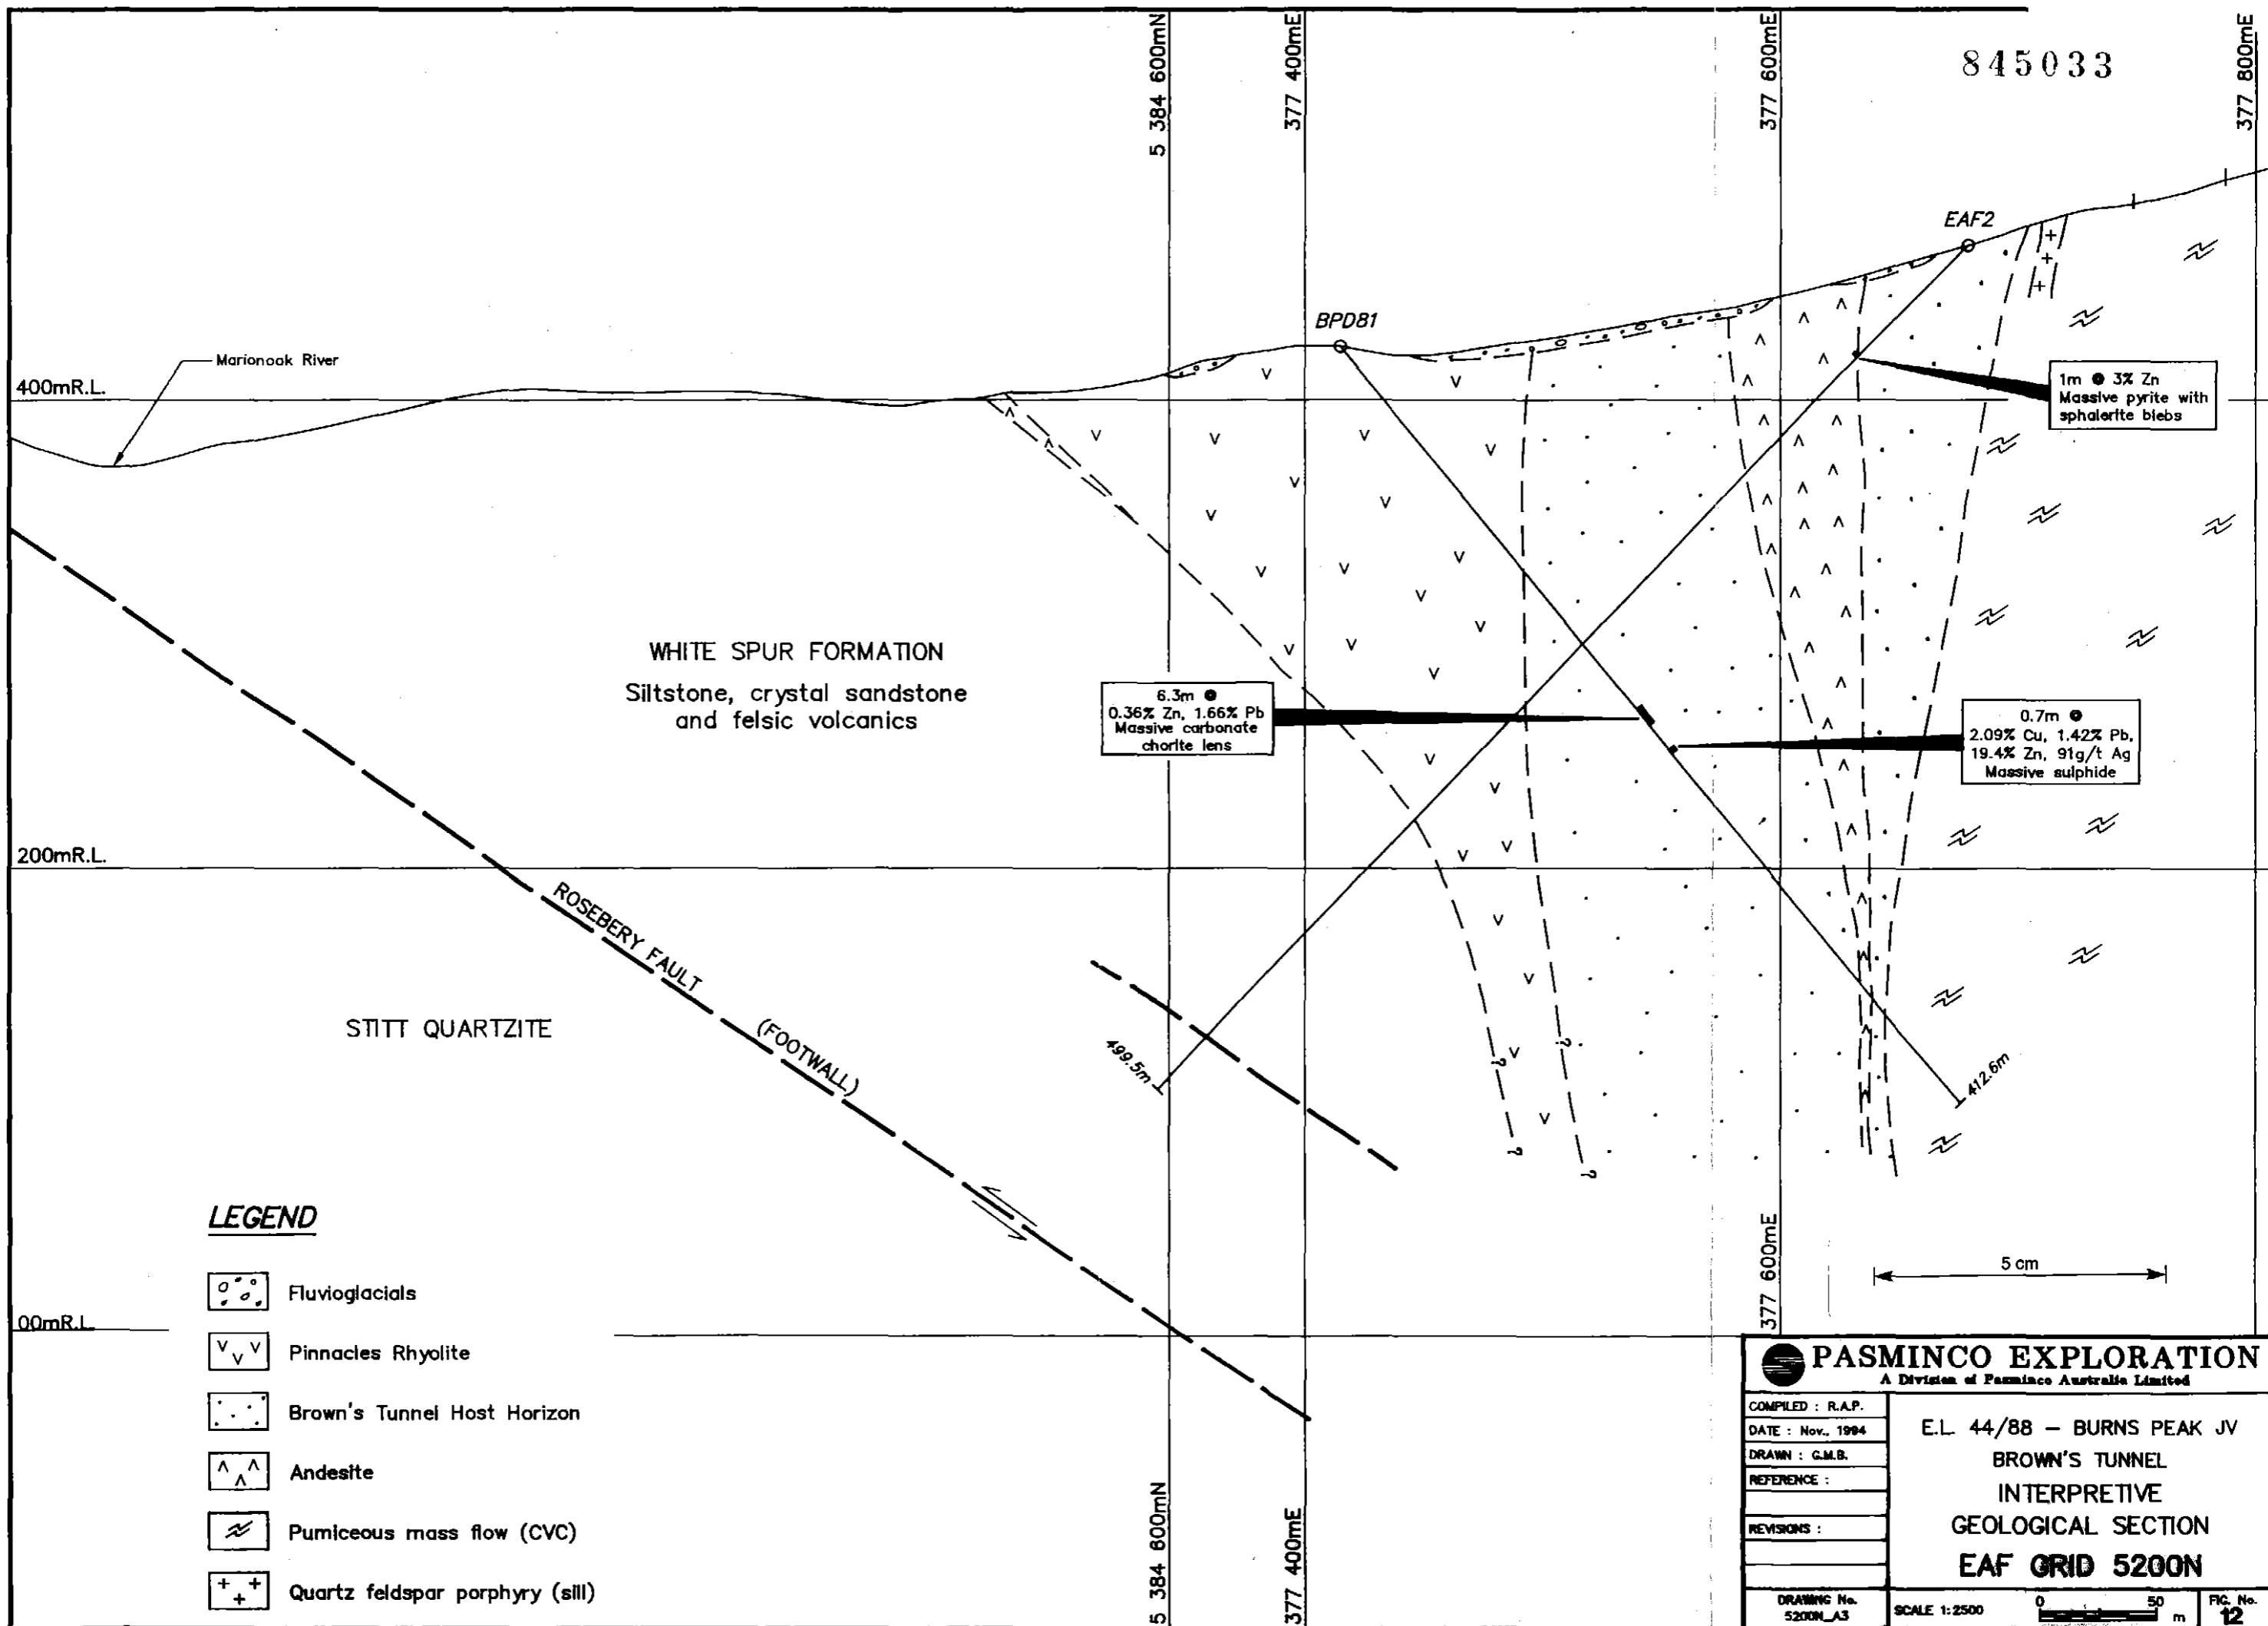 5 384 600mN
377 400mE
377 600mE
377 800mE
845033
EAF2
BPD81
Marionoak River
400mR.L.
1m @ 3% Zn
Massive pyrite with
sphalerite blebs
WHITE SPUR FORMATION
Siltstone, crystal sandstone
and felsic volcanics
6.3m @
0.36% Zn, 1.66% Pb
Massive carbonate
chorlte lens
0.7m @
2.09% Cu, 1.42% Pb,
19.4% Zn, 91g/t Ag
Massive sulphide
200mR.L.
ROSEBERY FAULT
(FOOTWALL)
STITT QUARTZITE
499.5m
412.6m
?
?
?
?
LEGEND
Fluvioglacials
Pinnacles Rhyolite
Brown's Tunnel Host Horizon
Andesite
Pumiceous mass flow (CVC)
Quartz feldspar porphyry (sill)
00mR.L.
5 384 600mN
377 400mE
377 600mE
5 cm
PASMINCO EXPLORATION
A Division of Pasminco Australia Limited
COMPILED : R.A.P.
DATE : Nov., 1994
DRAWN : G.M.B.
REFERENCE :
REVISIONS :
E.L. 44/88 – BURNS PEAK JV
BROWN'S TUNNEL
INTERPRETIVE
GEOLOGICAL SECTION
EAF GRID 5200N
DRAWING No.
5200N_A3
SCALE 1:2500
0 50
m
FIG. No.
12